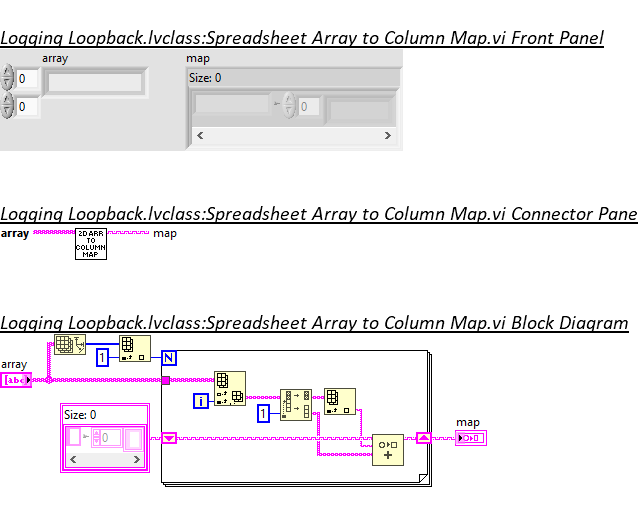 Logging Loopback.lvclass:Spreadsheet Array to Column Map.vi Front Panel
array
map
0
Size: 0
0
0
Logging Loopback.lvclass:Spreadsheet Array to Column Map.vi Connector Pane
array
2D ARR
TO
COLUMN
MAP
map
Logging Loopback.lvclass:Spreadsheet Array to Column Map.vi Block Diagram
1
N
array
[abc]
i
1
Size: 0
0
map